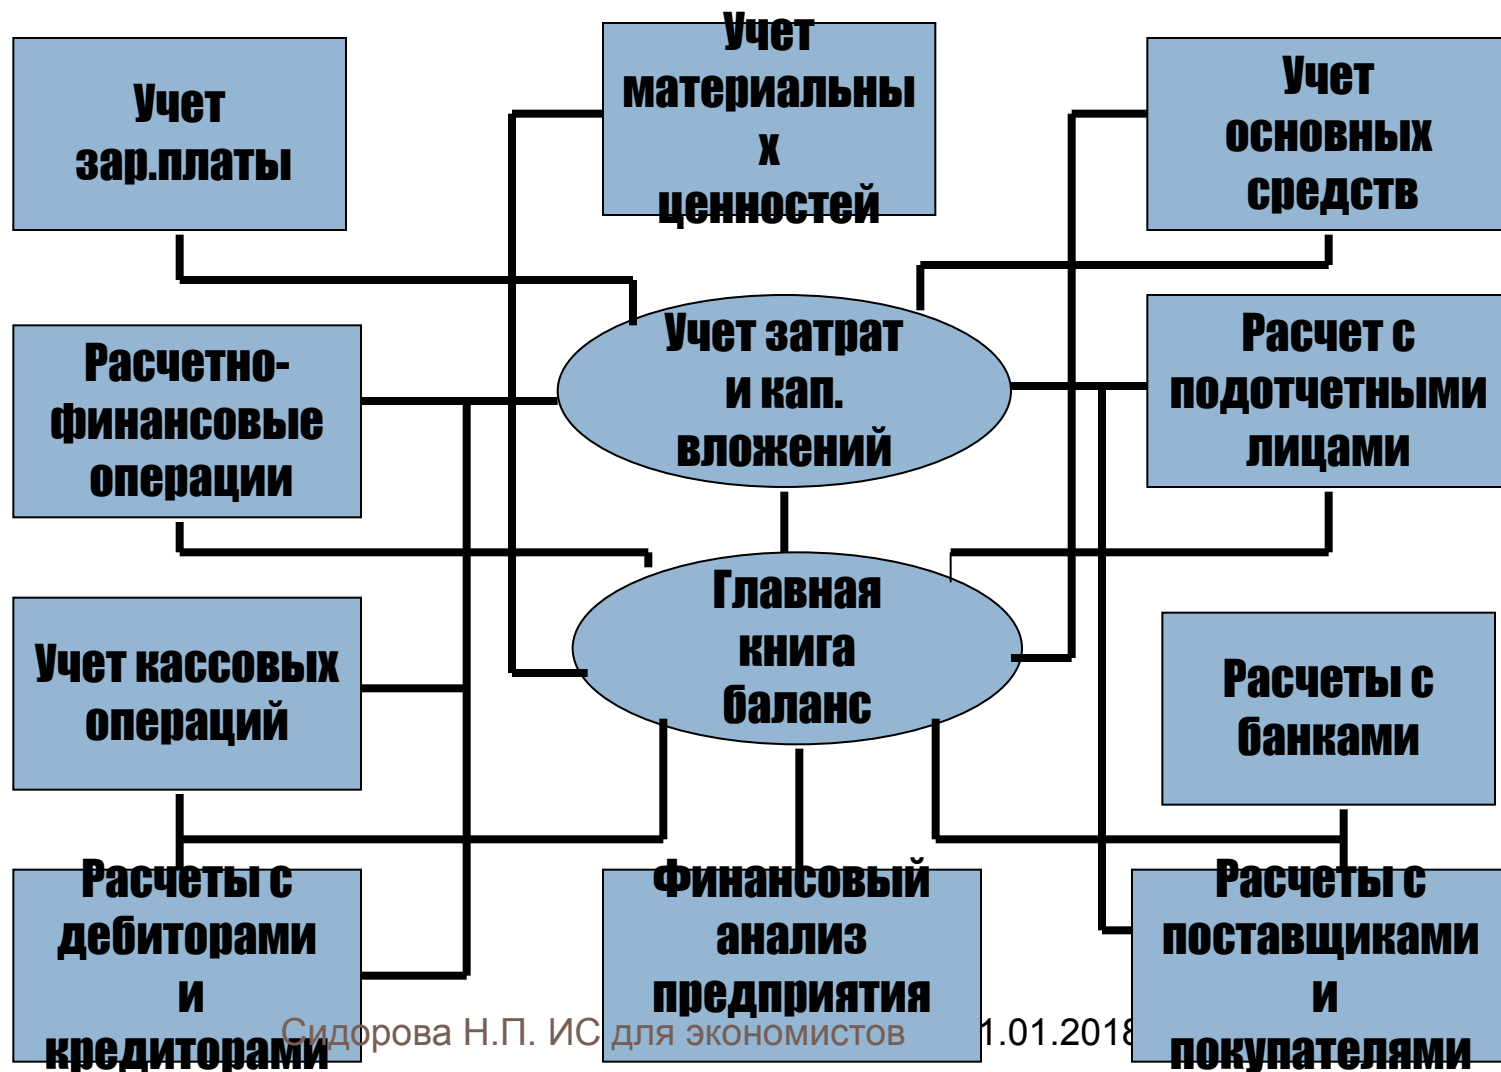 Учет
зар.платы
Учет
материальны
х
ценностей
Учет
основных
средств
Расчетно-
финансовые
операции
Учет затрат
и кап.
вложений
Расчет с
подотчетными
лицами
Учет кассовых
операций
Главная
книга
баланс
Расчеты с
банками
Расчеты с
дебиторами
и
кредиторами
Финансовый
анализ
предприятия
Расчеты с
поставщиками
и
покупателями
Сидорова Н.П. ИС для экономистов
1.01.2018